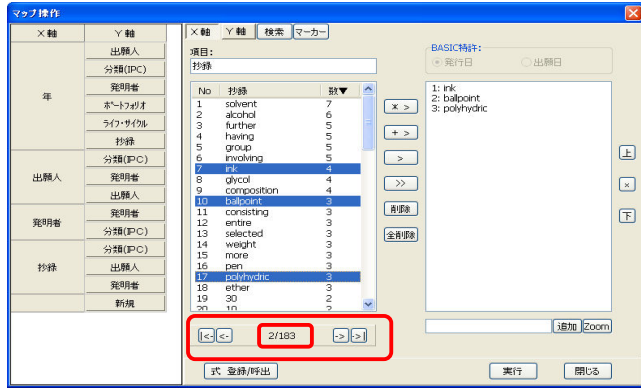 マップ操作
X 軸 Y 軸
年 出願人
分類(IPC)
発明者
ポートフォリオ
ライフ・サイクル
抄録
出願人 分類(IPC)
発明者
出願人
発明者 発明者
分類(IPC)
抄録 分類(IPC)
出願人
発明者
新規
X 軸 Y 軸 検索 マーカー
項目:
抄録
No 抄録 数▼
1 solvent 7
2 alcohol 6
3 further 5
4 having 5
5 group 5
6 involving 5
7 ink 4
8 glycol 4
9 composition 4
10 ballpoint 3
11 consisting 3
12 entire 3
13 selected 3
14 weight 3
15 more 3
16 pen 3
17 polyhydric 3
18 ether 3
19 30 2
20 10 2
|<- <- 2/183 -> ->|
式 登録/呼出
* >
+ >
>
>>
削除
全削除
BASIC特許:
発行日 出願日
1: ink
2: ballpoint
3: polyhydric
上
×
下
追加 Zoom
実行 閉じる